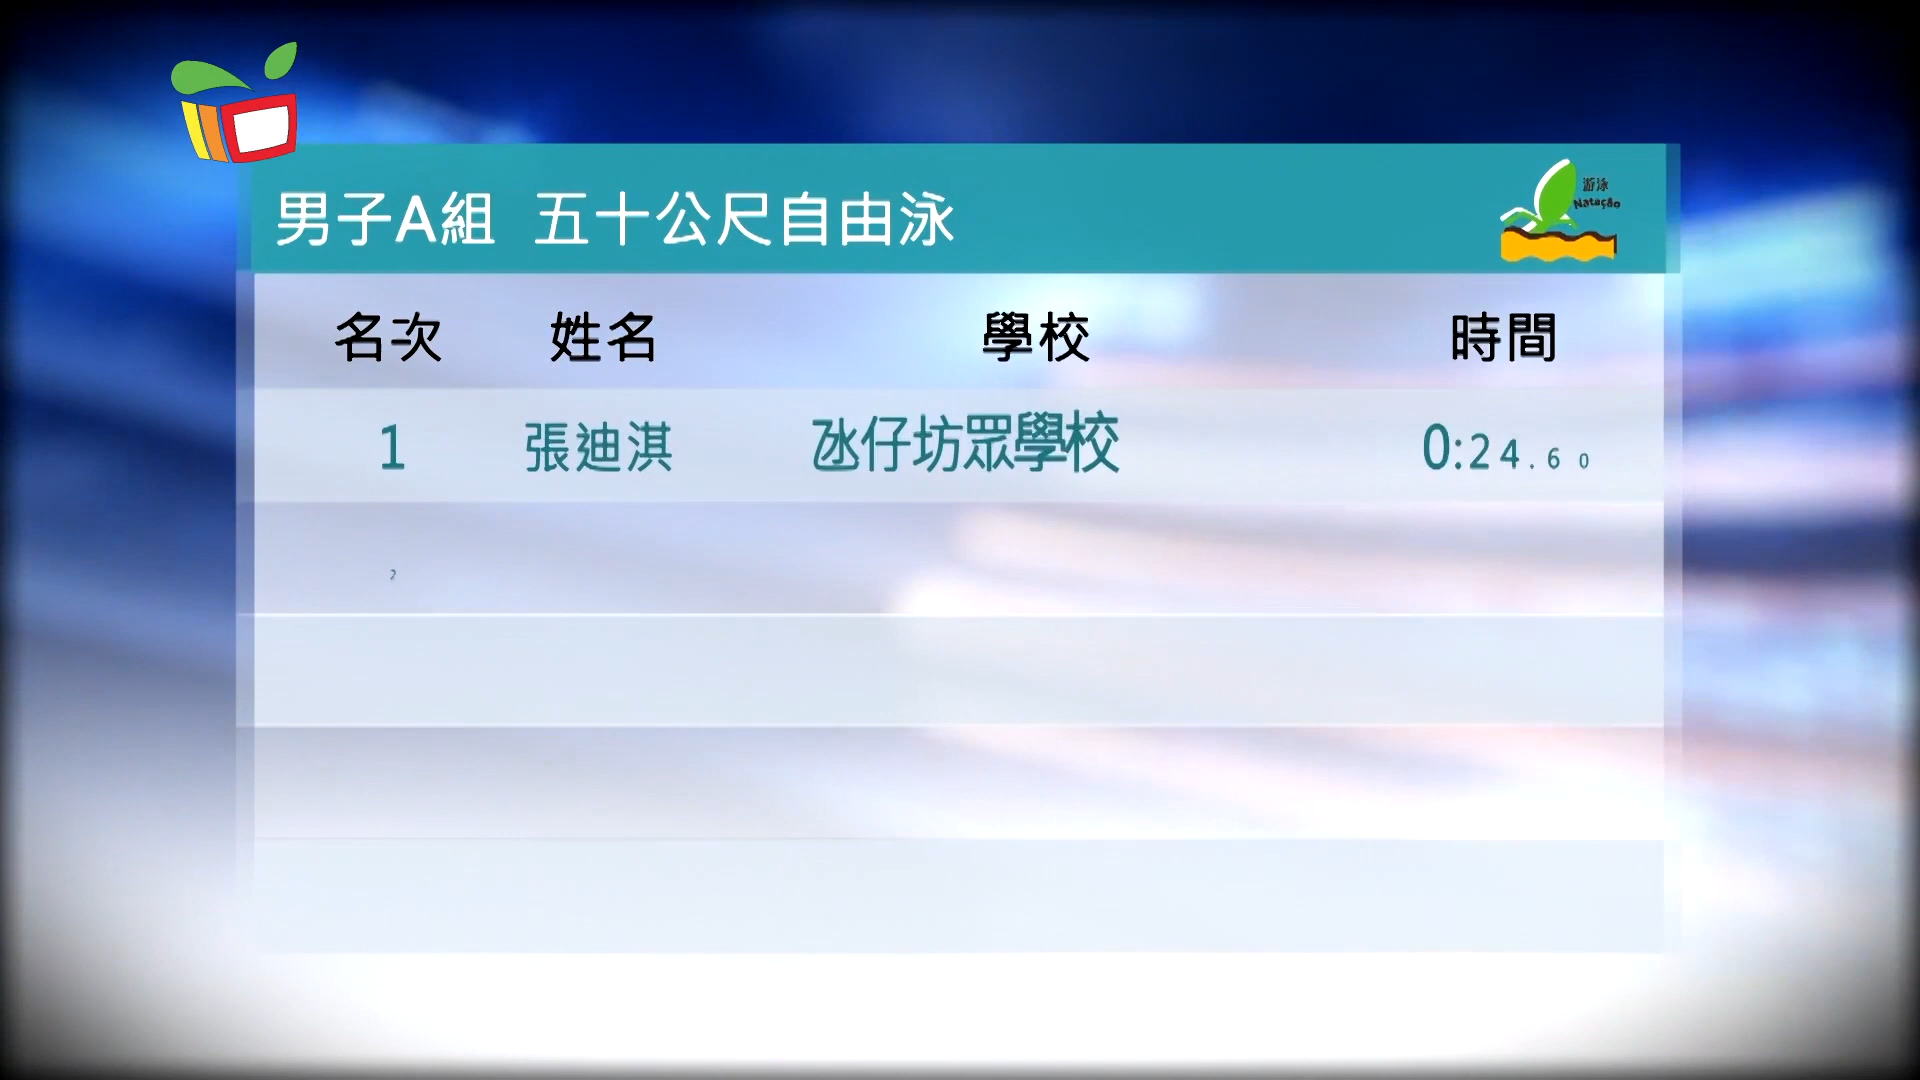 游泳
Natação
男子A組 五十公尺自由泳
名次 姓名 學校 時間
1 張迪淇 氹仔坊眾學校 0:24.60
2